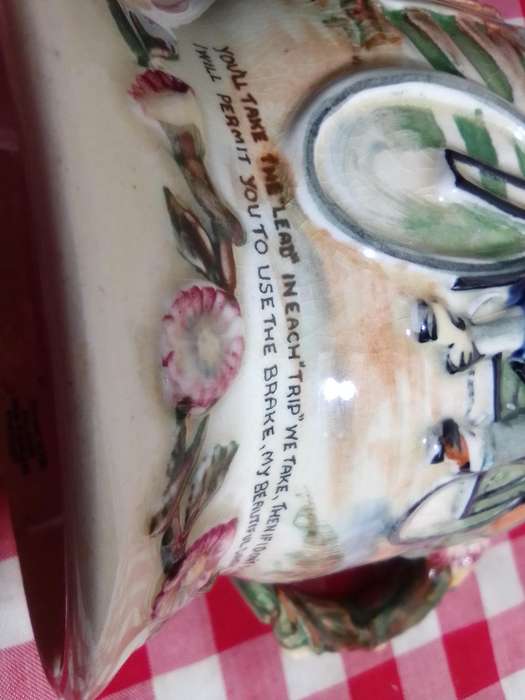 YOU'LL TAKE THE "LEAD" IN EACH "TRIP" WE TAKE, THEN IF I DON'T
I WILL PERMIT YOU TO USE THE BRAKE, MY BEAUTIFUL